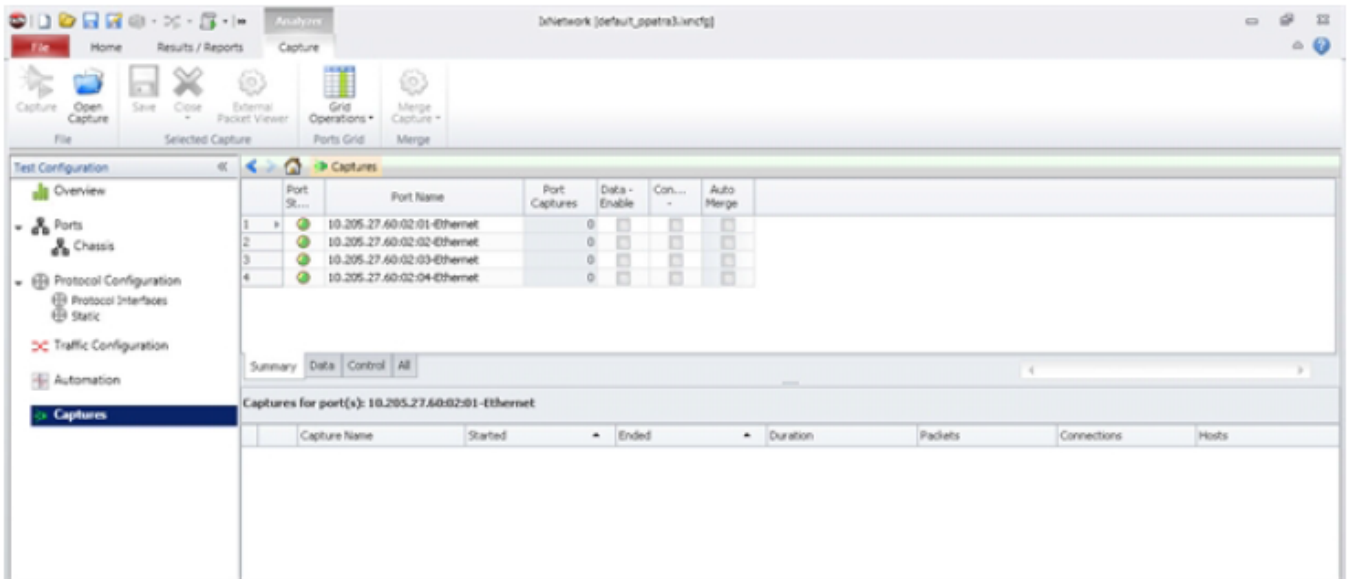 Analyzer
IxNetwork [default_ppatra3.ixncfg]
File Home Results / Reports Capture
Capture Open Capture Save Close External Packet Viewer Grid Operations Merge Capture
File Selected Capture Ports Grid Merge
Test Configuration
Overview
Ports
Chassis
Protocol Configuration
Protocol Interfaces
Static
Traffic Configuration
Automation
Captures
Captures
Port St... Port Name Port Captures Data - Enable Con... - Auto Merge
1 10.205.27.60:02:01-Ethernet 0
2 10.205.27.60:02:02-Ethernet 0
3 10.205.27.60:02:03-Ethernet 0
4 10.205.27.60:02:04-Ethernet 0
Summary Data Control All
Captures for port(s): 10.205.27.60:02:01-Ethernet
Capture Name Started Ended Duration Packets Connections Hosts